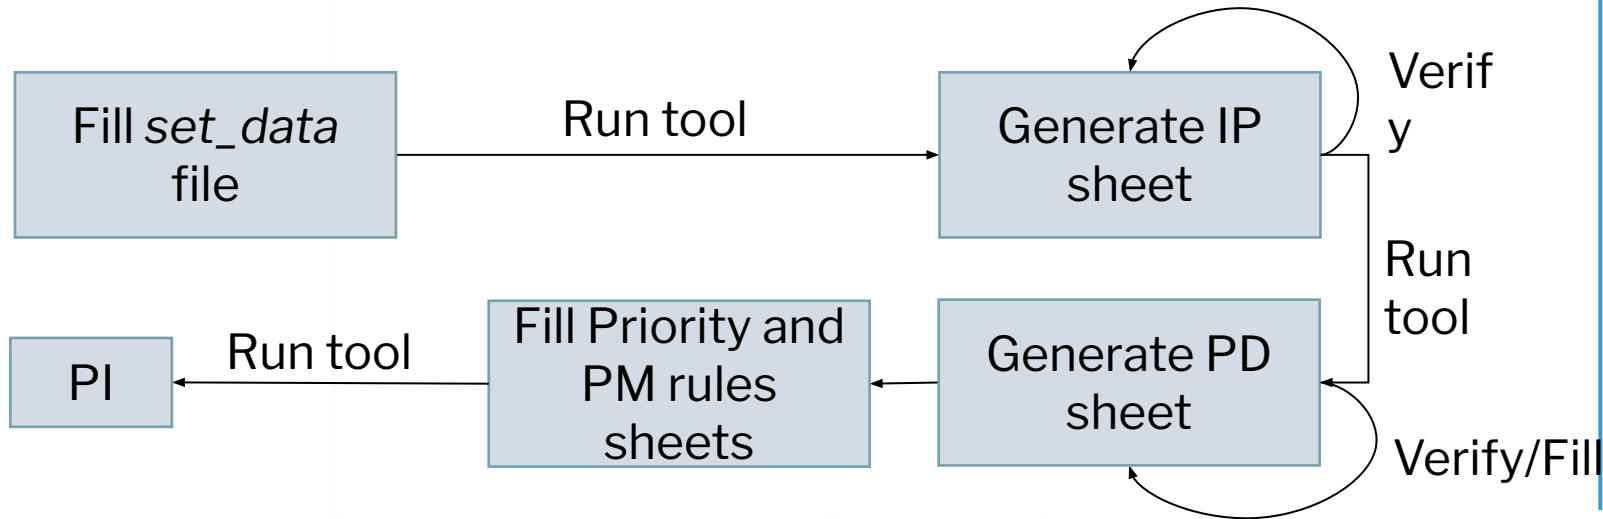 Fill set_data
file
Run tool
Generate IP
sheet
Verif
y
Run
tool
PI
Run tool
Fill Priority and
PM rules
sheets
Generate PD
sheet
Verify/Fill